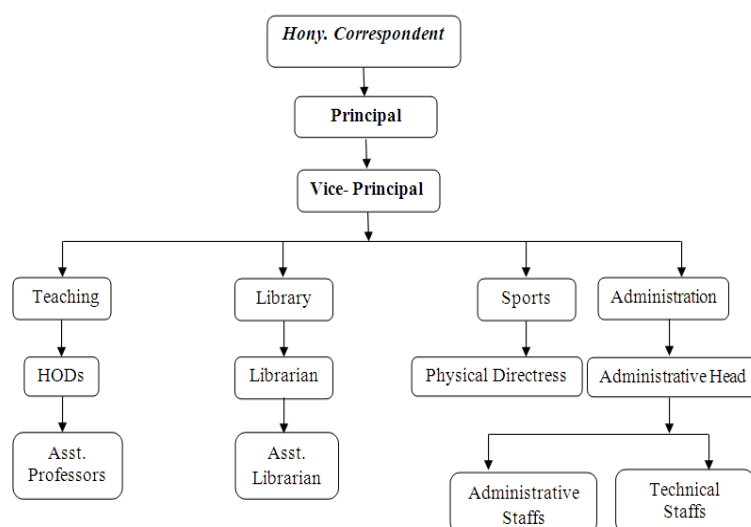 Hony. Correspondent
Principal
Vice- Principal
Teaching
Library
Sports
Administration
HODs
Librarian
Physical Directress
Administrative Head
Asst.
Professors
Asst.
Librarian
Administrative
Staffs
Technical
Staffs